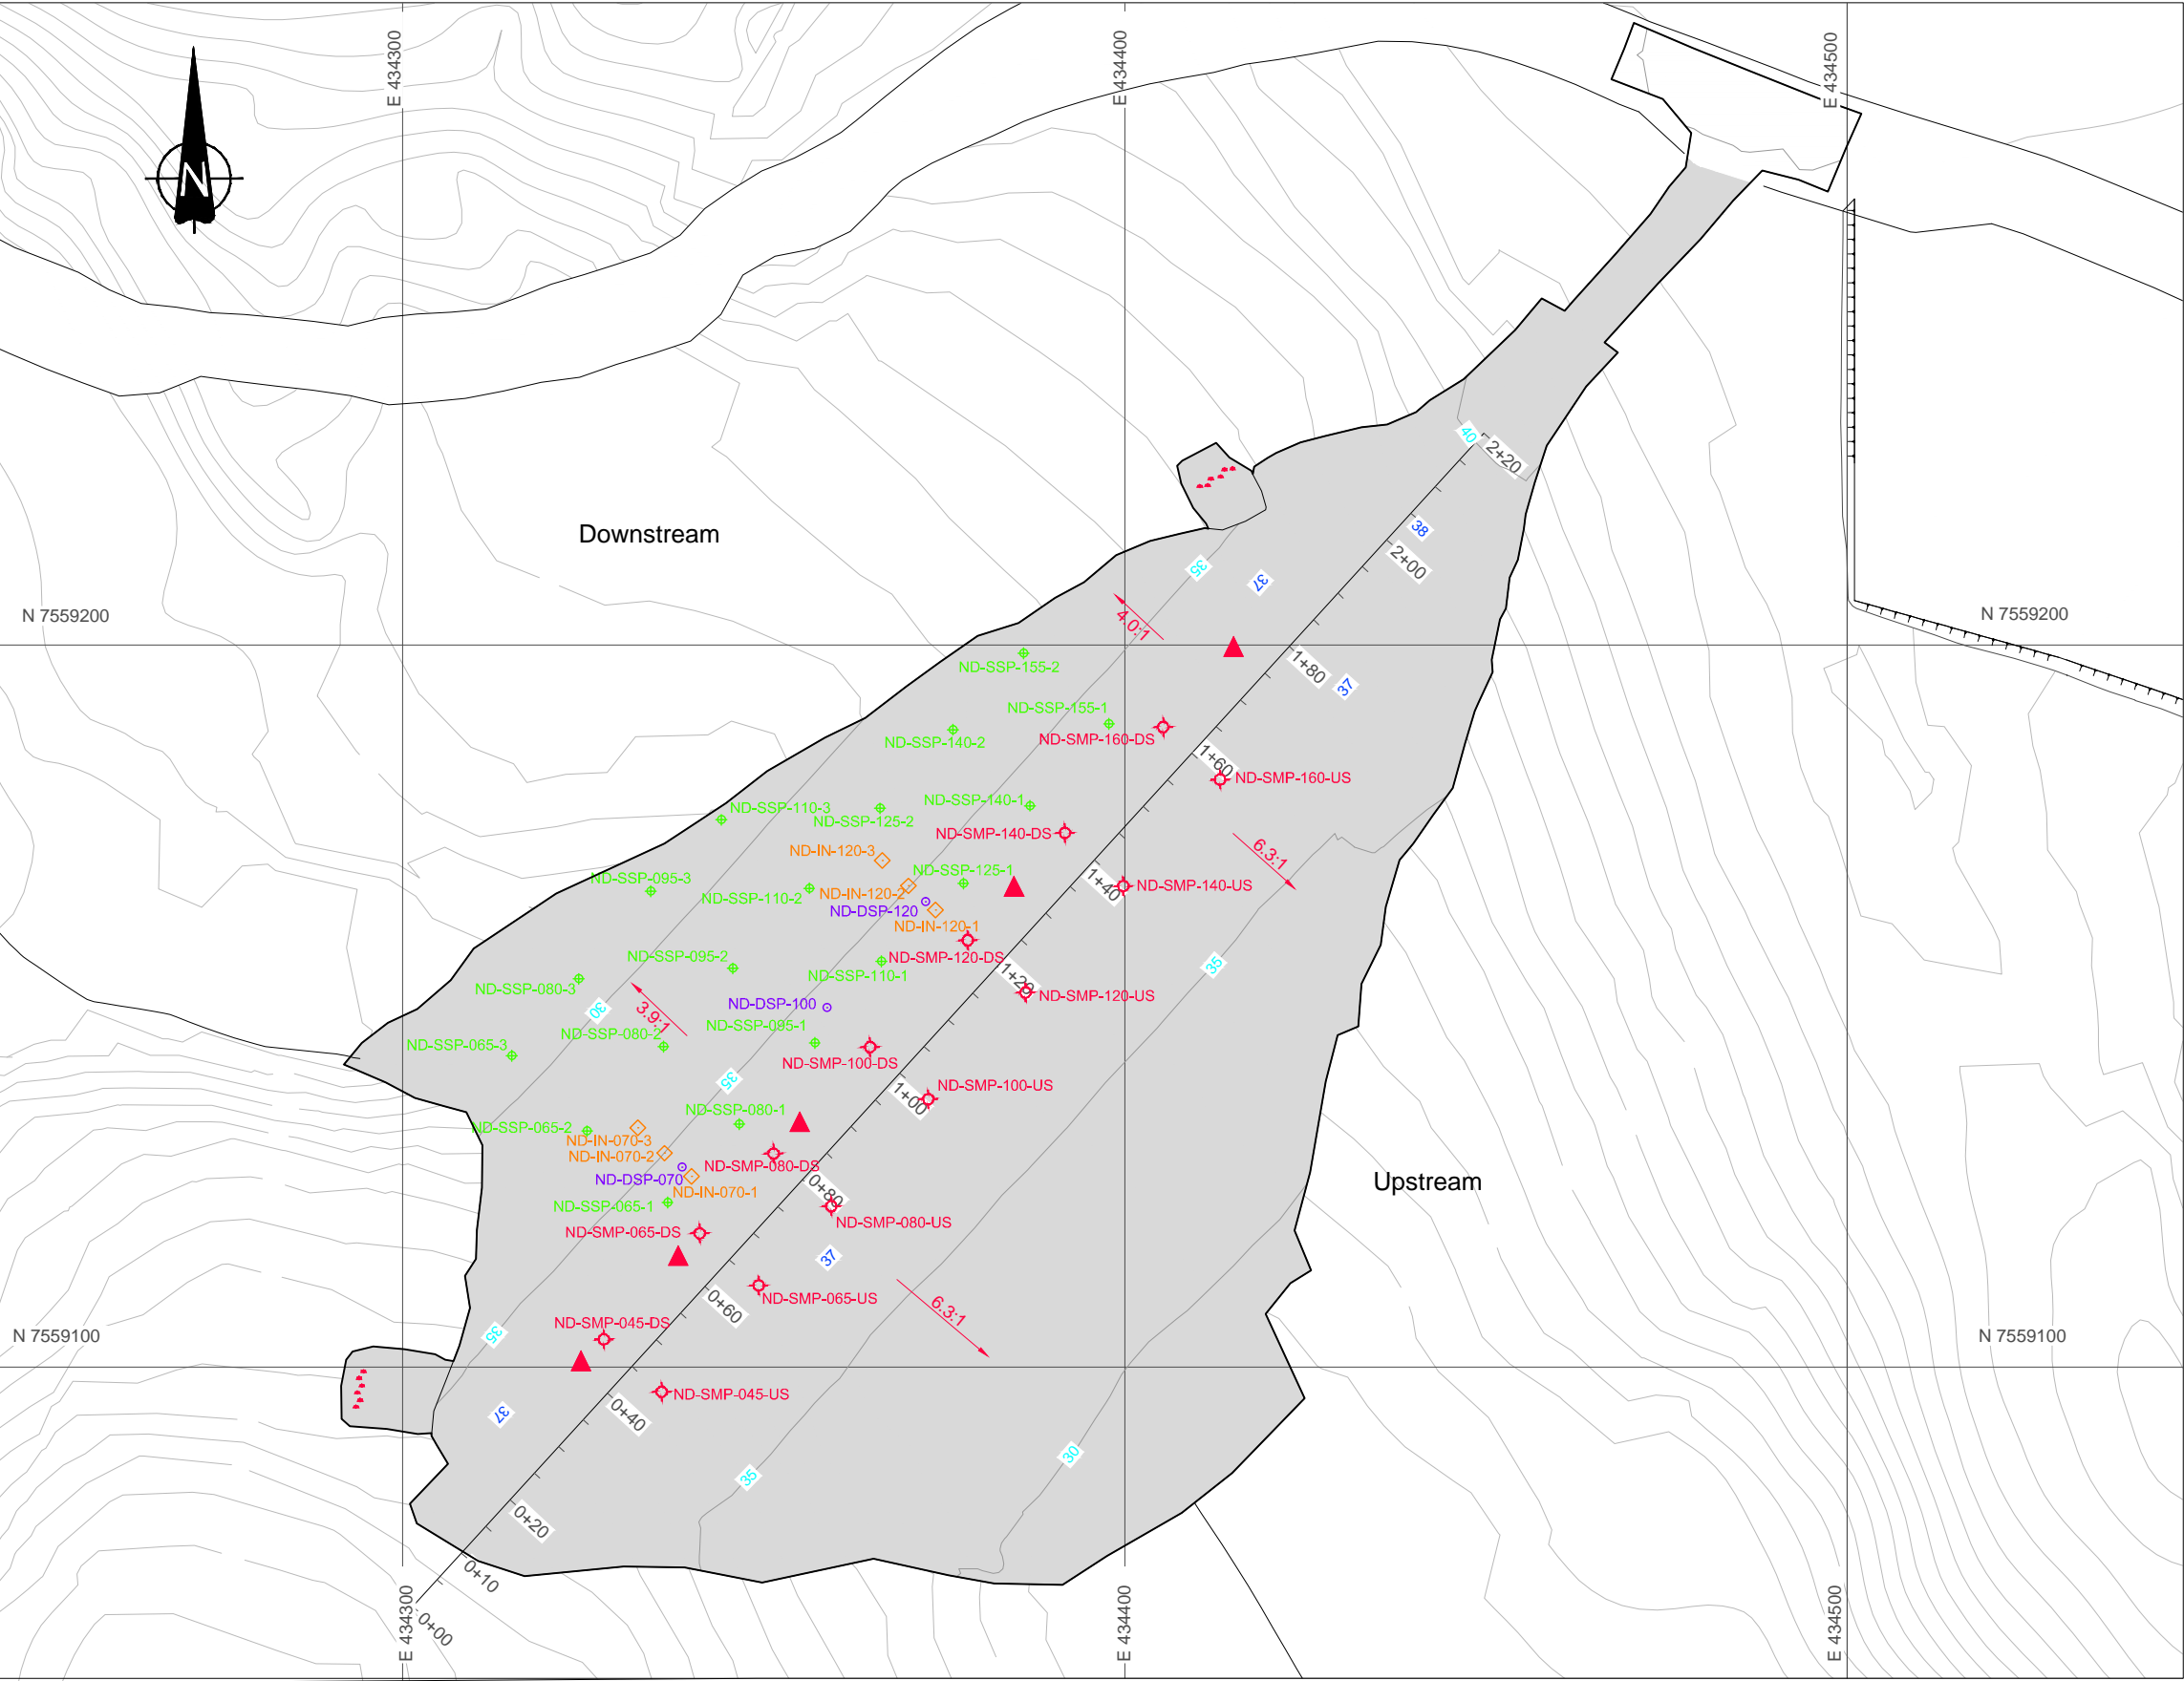 E 434300
E 434400
E 434500
N
40
2+20
Downstream
38
2+00
35
37
N 7559200
4.0:1
N 7559200
ND-SSP-155-2
1+80
37
ND-SSP-155-1
ND-SSP-140-2
ND-SMP-160-DS
1+60
ND-SMP-160-US
ND-SSP-140-1
ND-SSP-110-3
ND-SSP-125-2
ND-SMP-140-DS
ND-IN-120-3
6.3:1
ND-SSP-125-1
ND-SSP-095-3
1+40
ND-SMP-140-US
ND-IN-120-2
ND-SSP-110-2
ND-DSP-120
ND-IN-120-1
ND-SSP-095-2
ND-SMP-120-DS
35
ND-SSP-110-1
1+20
ND-SSP-080-3
ND-SMP-120-US
ND-DSP-100
30
3.9:1
ND-SSP-095-1
ND-SSP-080-2
ND-SSP-065-3
ND-SMP-100-DS
35
ND-SMP-100-US
1+00
ND-SSP-080-1
ND-SSP-065-2
ND-IN-070-3
ND-IN-070-2
ND-SMP-080-DS
ND-DSP-070
Upstream
ND-IN-070-1
0+80
ND-SSP-065-1
ND-SMP-080-US
ND-SMP-065-DS
37
ND-SMP-065-US
0+60
6.3:1
ND-SMP-045-DS
35
N 7559100
N 7559100
ND-SMP-045-US
37
0+40
30
35
0+20
0+10
0+00
E 434300
E 434400
E 434500